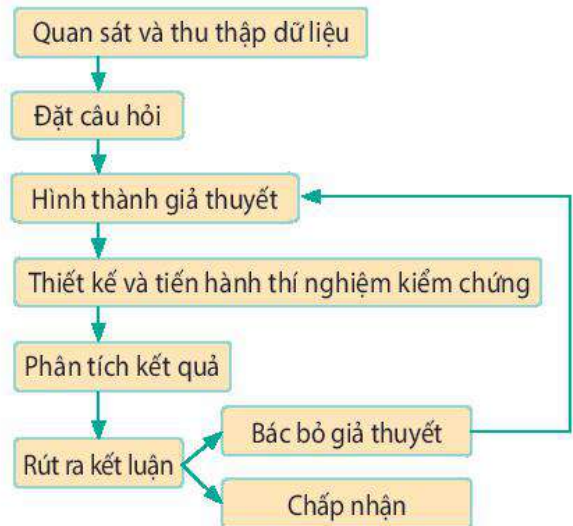 Quan sát và thu thập dữ liệu
Đặt câu hỏi
Hình thành giả thuyết
Thiết kế và tiến hành thí nghiệm kiểm chứng
Phân tích kết quả
Rút ra kết luận
Bác bỏ giả thuyết
Chấp nhận